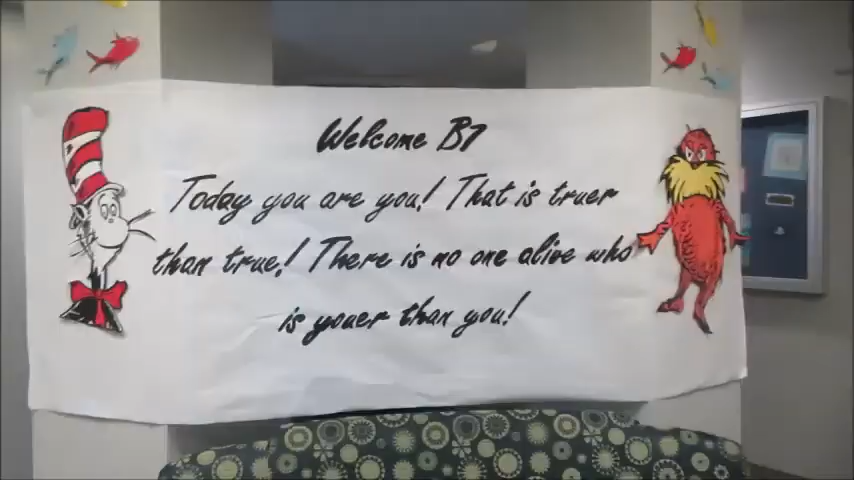 Welcome B7
Today you are you! That is truer
than true! There is no one alive who
is youer than you!